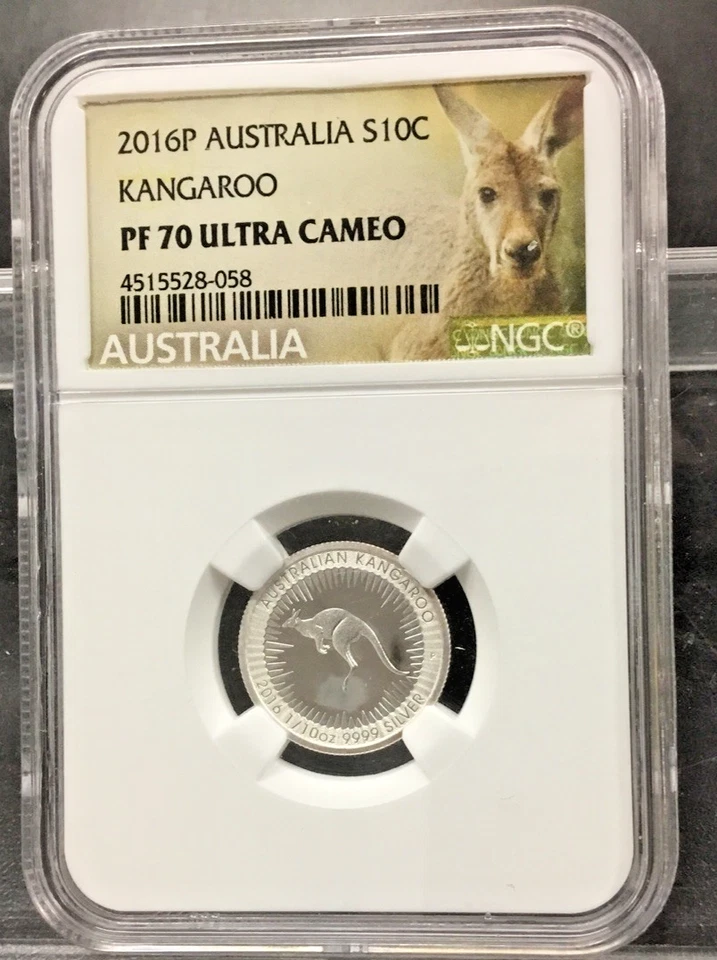 2016P AUSTRALIA S10C
KANGAROO
PF 70 ULTRA CAMEO
4515528-058
AUSTRALIA
NGC®
AUSTRALIAN KANGAROO
2016 1/10oz 9999 SILVER